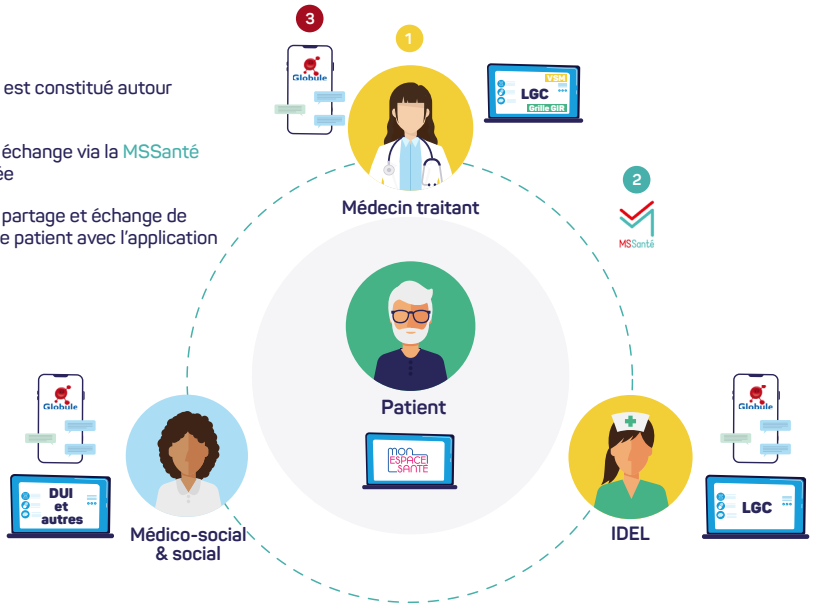 3
1
Globule
est constitué autour
VSM
LGC
Grille GIR
échange via la MSSanté
ée
2
partage et échange de
e patient avec l'application
Médecin traitant
MSSanté
Patient
MON
ESPACE
SANTÉ
Globule
DUI
et
autres
Médico-social
& social
Globule
LGC
IDEL